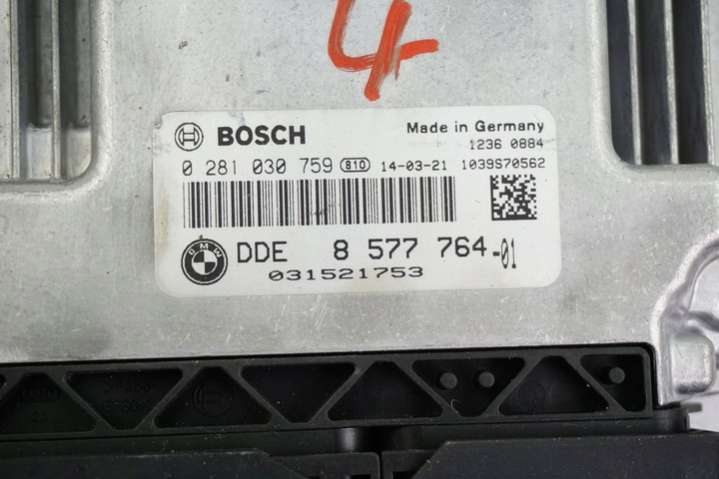 4
BOSCH Made in Germany
1236 0884
0 281 030 759 810 14-03-21 1039S70562
BMW DDE 8 577 764-01
031521753